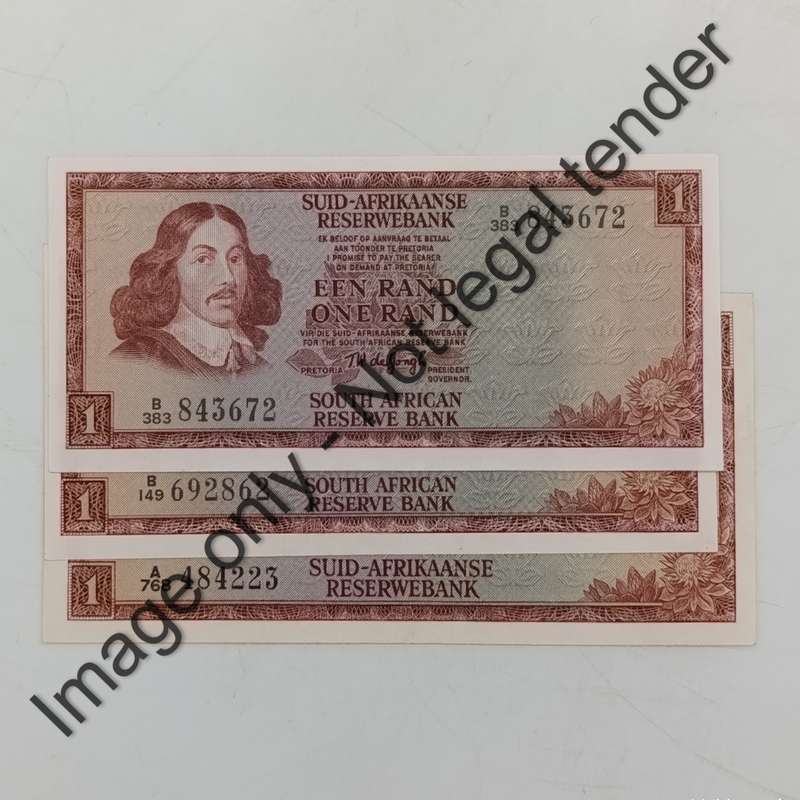 1
SUID-AFRIKAANSE
RESERWEBANK
B
383 843672
EK BELOOF OP AANVRAAG TE BETAAL
AAN TOONDER TE PRETORIA
I PROMISE TO PAY THE BEARER
ON DEMAND AT PRETORIA
EEN RAND
ONE RAND
VIR DIE SUID-AFRIKAANSE RESERWEBANK
FOR THE SOUTH AFRICAN RESERVE BANK
PRETORIA
PRESIDENT
GOVERNOR.
1
B
383 843672
SOUTH AFRICAN
RESERVE BANK
1
B
149 692862
SOUTH AFRICAN
RESERVE BANK
1
A
768 484223
SUID-AFRIKAANSE
RESERWEBANK
Image only - Not legal tender